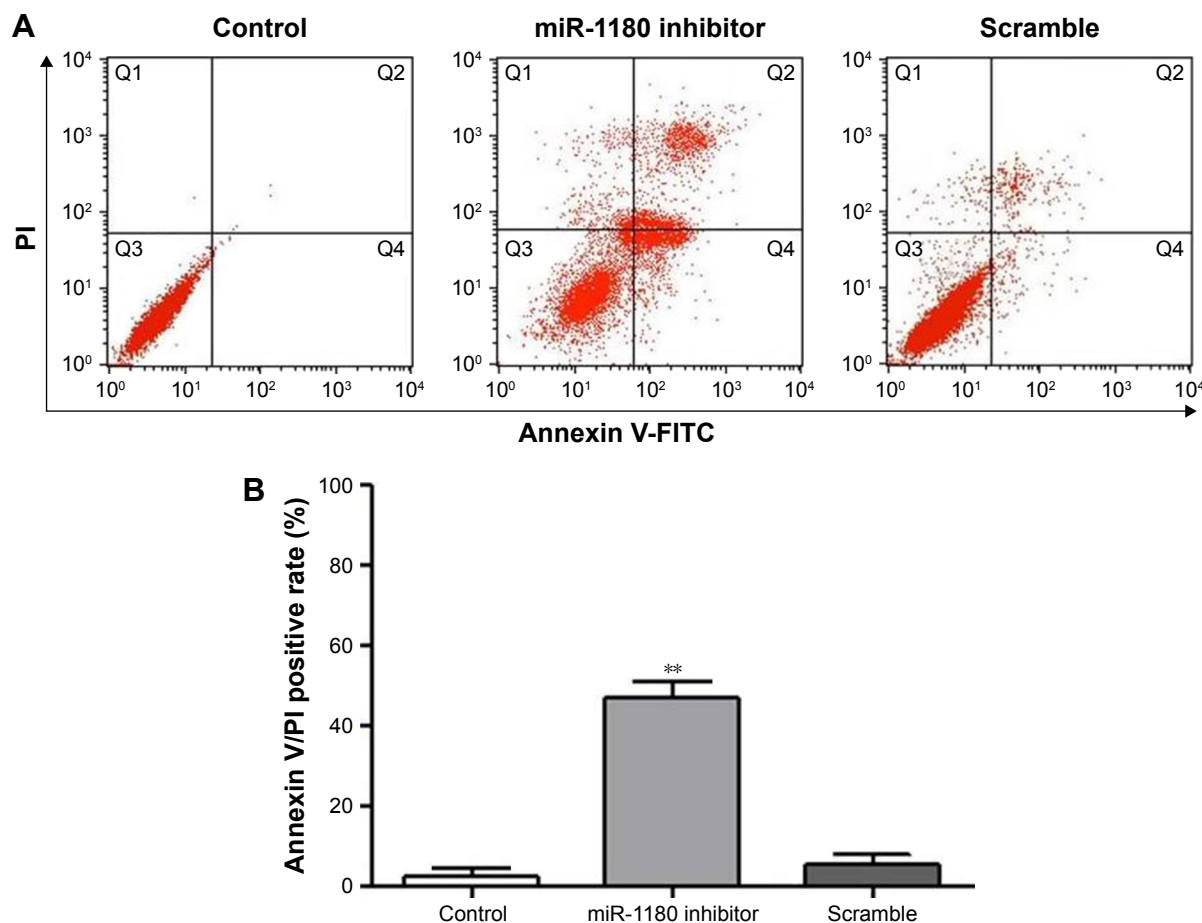 A
Control
miR-1180 inhibitor
Scramble
PI
10⁴
10³
10²
10¹
10⁰
Q1
Q2
Q3
Q4
10⁰ 10¹ 10² 10³ 10⁴
10⁴
10³
10²
10¹
10⁰
Q1
Q2
Q3
Q4
10⁰ 10¹ 10² 10³ 10⁴
10⁴
10³
10²
10¹
10⁰
Q1
Q2
Q3
Q4
10⁰ 10¹ 10² 10³ 10⁴
Annexin V-FITC
B
Annexin V/PI positive rate (%)
100
80
60
40
20
0
**
Control
miR-1180 inhibitor
Scramble